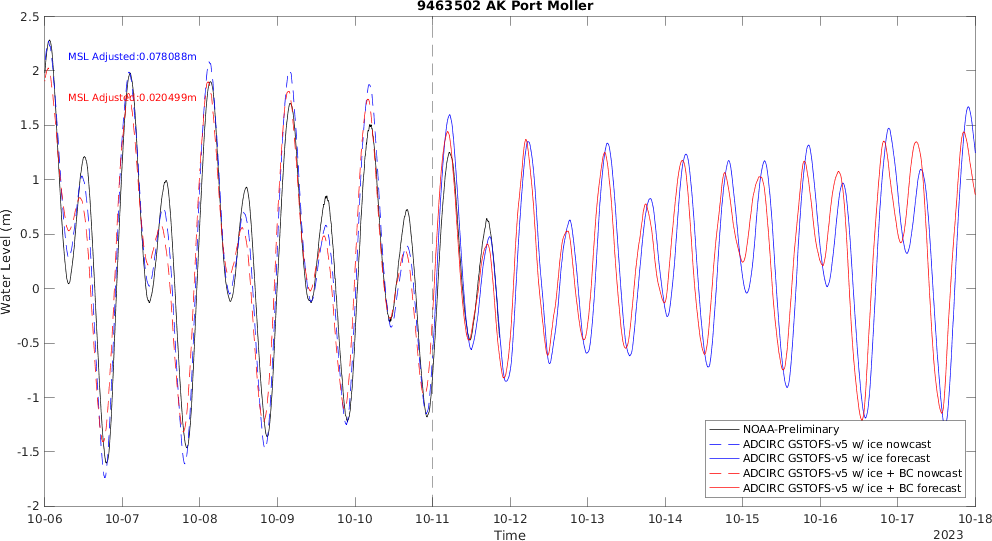 9463502 AK Port Moller
MSL Adjusted:0.078088m
MSL Adjusted:0.020499m
Water Level (m)
2.5
2
1.5
1
0.5
0
-0.5
-1
-1.5
-2
NOAA-Preliminary
ADCIRC GSTOFS-v5 w/ ice nowcast
ADCIRC GSTOFS-v5 w/ ice forecast
ADCIRC GSTOFS-v5 w/ ice + BC nowcast
ADCIRC GSTOFS-v5 w/ ice + BC forecast
10-06 10-07 10-08 10-09 10-10 10-11 10-12 10-13 10-14 10-15 10-16 10-17 10-18
Time
2023